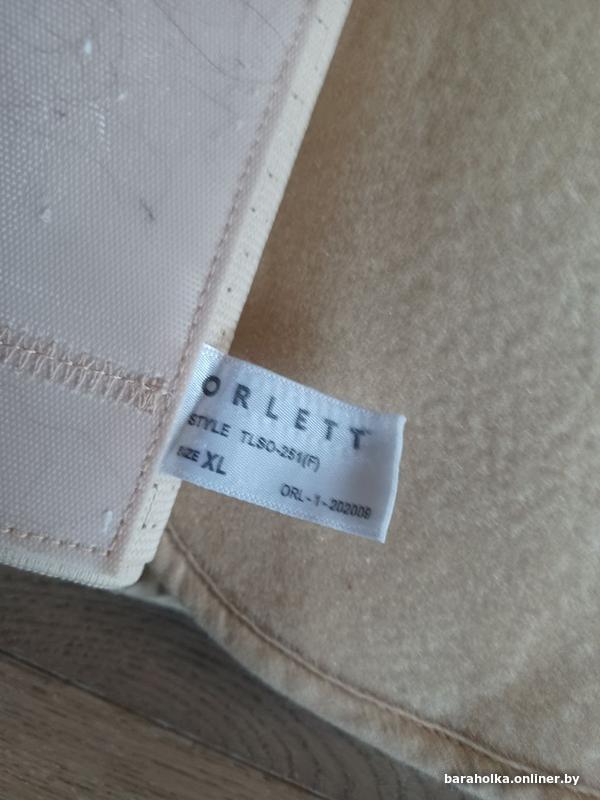 ORLETT
STYLE TLSO-251(F)
SIZE XL
ORL-1-202009
baraholka.onliner.by